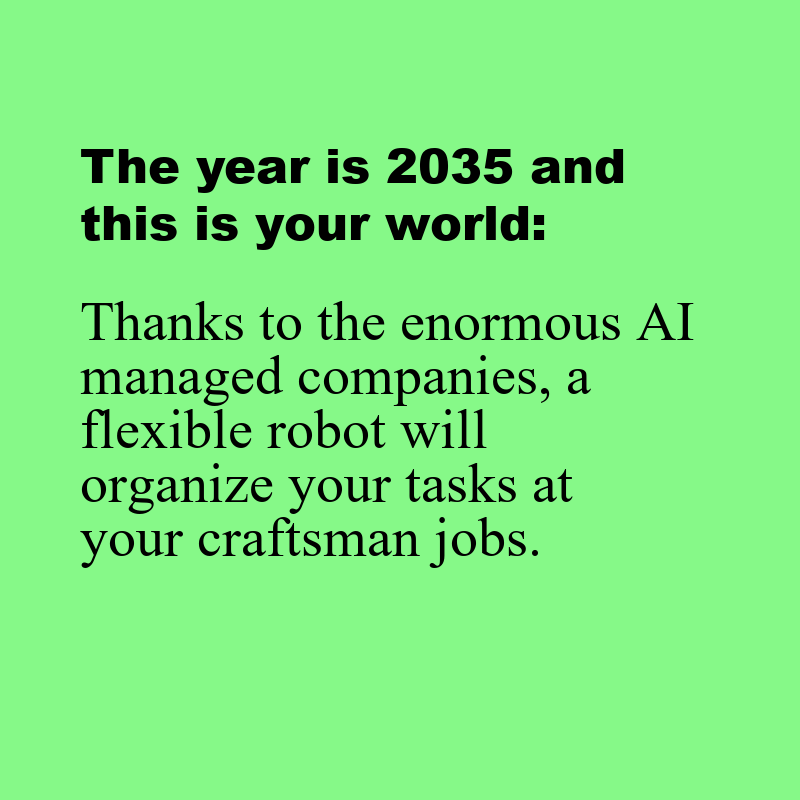 The year is 2035 and
this is your world:
Thanks to the enormous AI
managed companies, a
flexible robot will
organize your tasks at
your craftsman jobs.